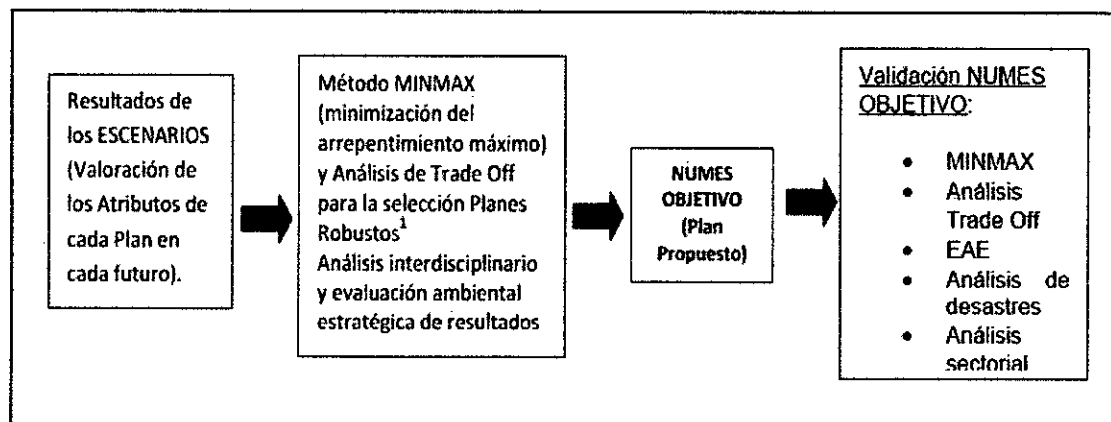 Resultados de
los ESCENARIOS
(Valoración de
los Atributos de
cada Plan en
cada futuro).
Método MINMAX
(minimización del
arrepentimiento máximo)
y Análisis de Trade Off
para la selección Planes
Robustos¹
Análisis interdisciplinario
y evaluación ambiental
estratégica de resultados
NUMES
OBJETIVO
(Plan
Propuesto)
Validación NUMES
OBJETIVO:
• MINMAX
• Análisis
Trade Off
• EAE
• Análisis de
desastres
• Análisis
sectorial